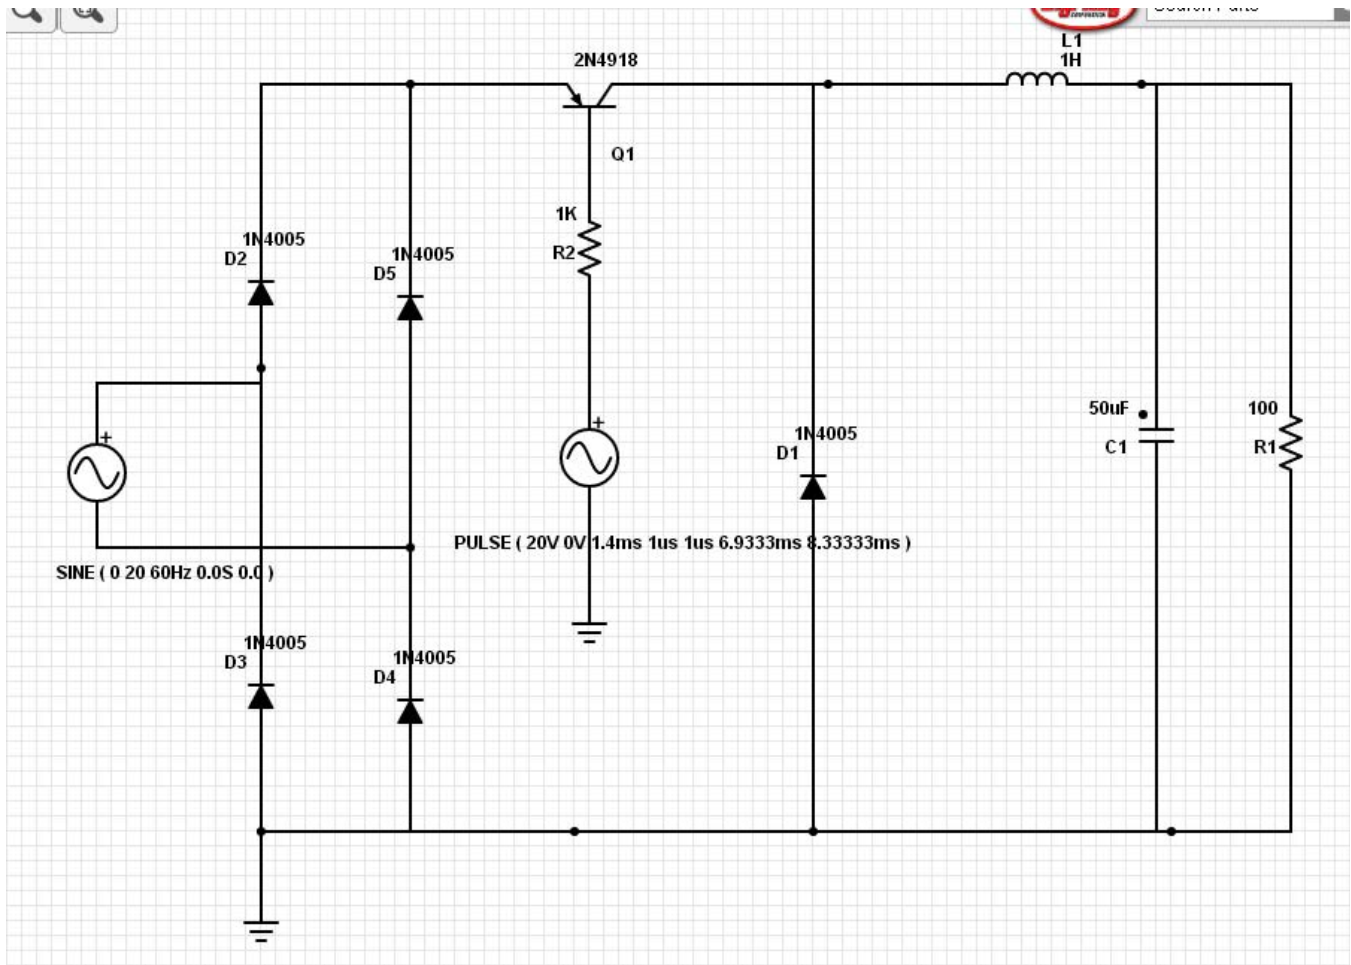 L1
1H
2N4918
Q1
1K
R2
1N4005
D2
1N4005
D5
50uF
C1
100
R1
1N4005
D1
+
+
PULSE ( 20V 0V 1.4ms 1us 1us 6.9333ms 8.33333ms )
SINE ( 0 20 60Hz 0.0S 0.0 )
1N4005
D3
1N4005
D4